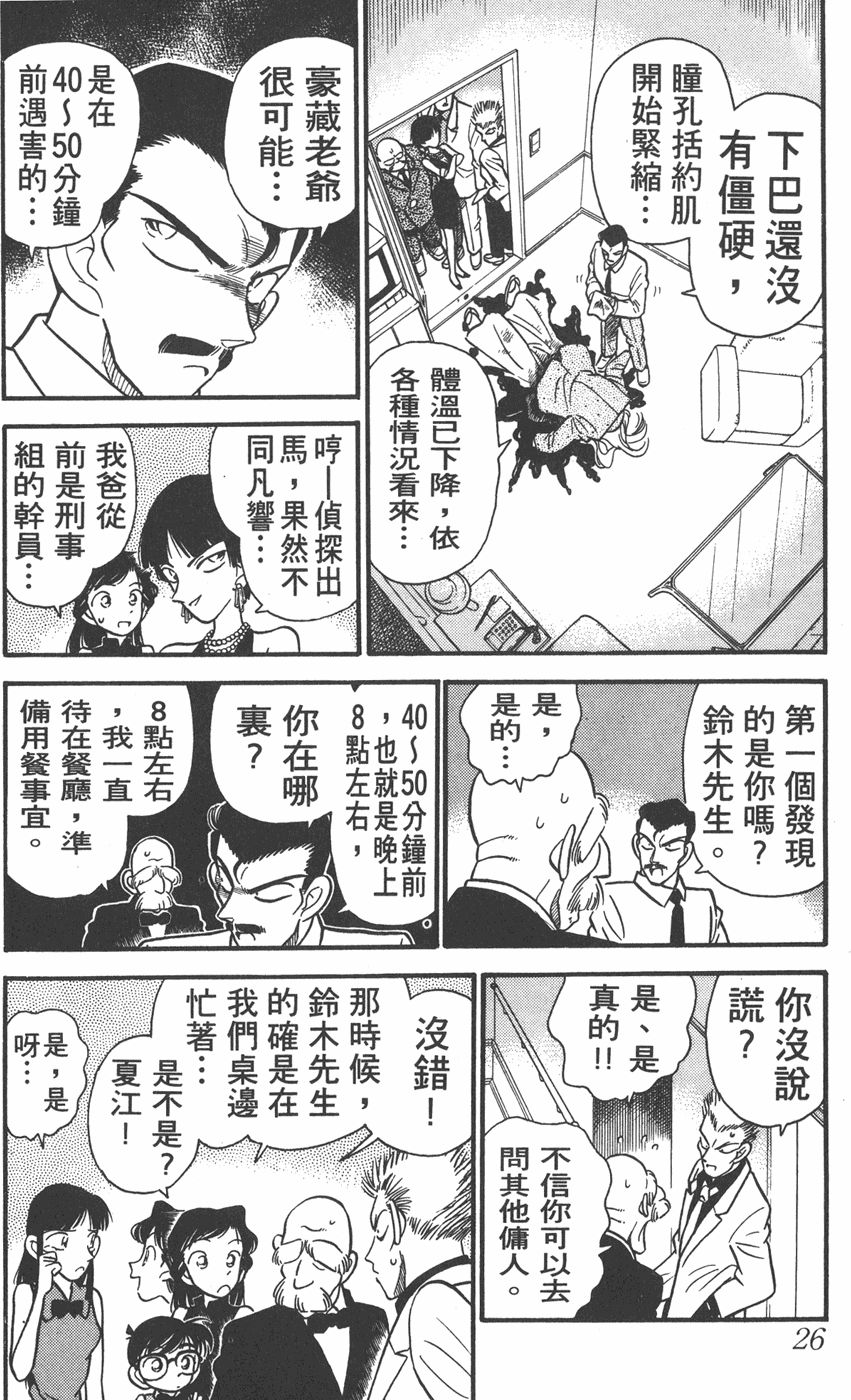 下巴還沒
有僵硬，
瞳孔括約肌
開始緊縮…
體溫已下降，依
各種情況看來…
豪藏老爺
很可能…
是在
40～50分鐘
前遇害的…
哼—偵探出
馬，果然不
同凡響…
我爸從
前是刑事
組的幹員…
第一個發現
的是你嗎？
鈴木先生。
是，
是的…
40～50分鐘前
，也就是晚上
8點左右，
你在哪
裏？
8點左右
，我一直
待在餐廳，準
備用餐事宜。
你沒說
謊？
是、是
真的!!
不信你可以去
問其他傭人。
沒錯！
那時候，
鈴木先生
的確是在
我們桌邊
忙著…
是不是？
夏江！
是，是
呀…
26